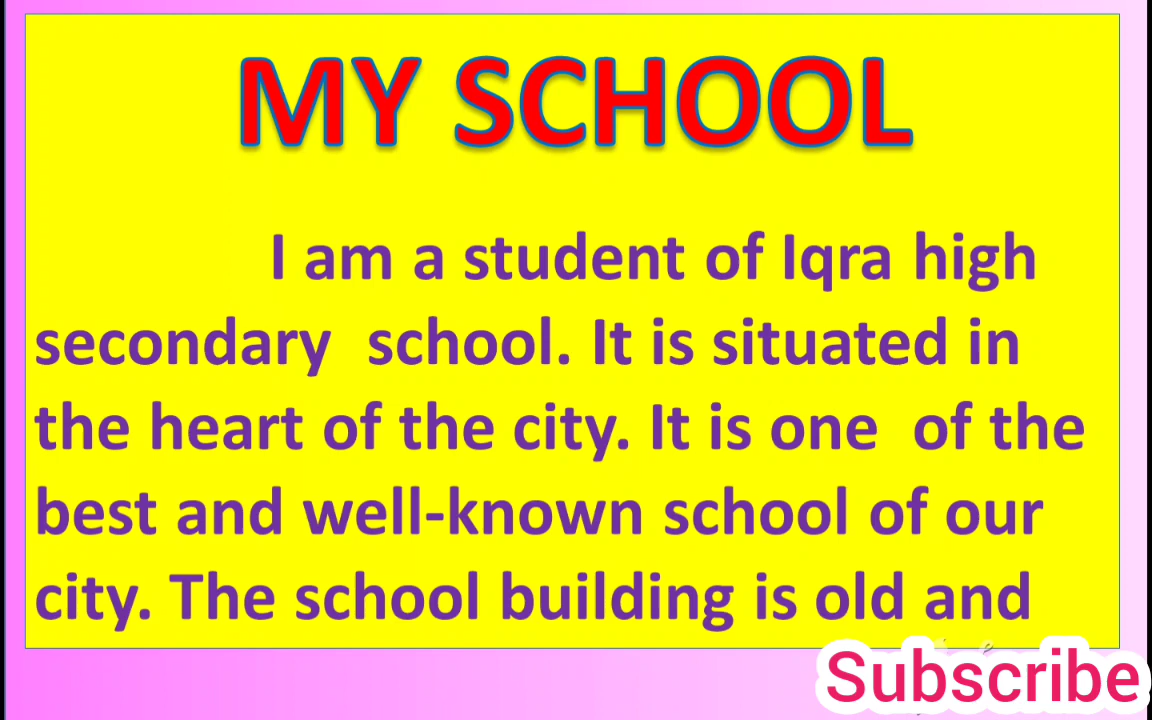 MY SCHOOL
I am a student of Iqra high
secondary  school. It is situated in
the heart of the city. It is one  of the
best and well-known school of our
city. The school building is old and
Subscribe